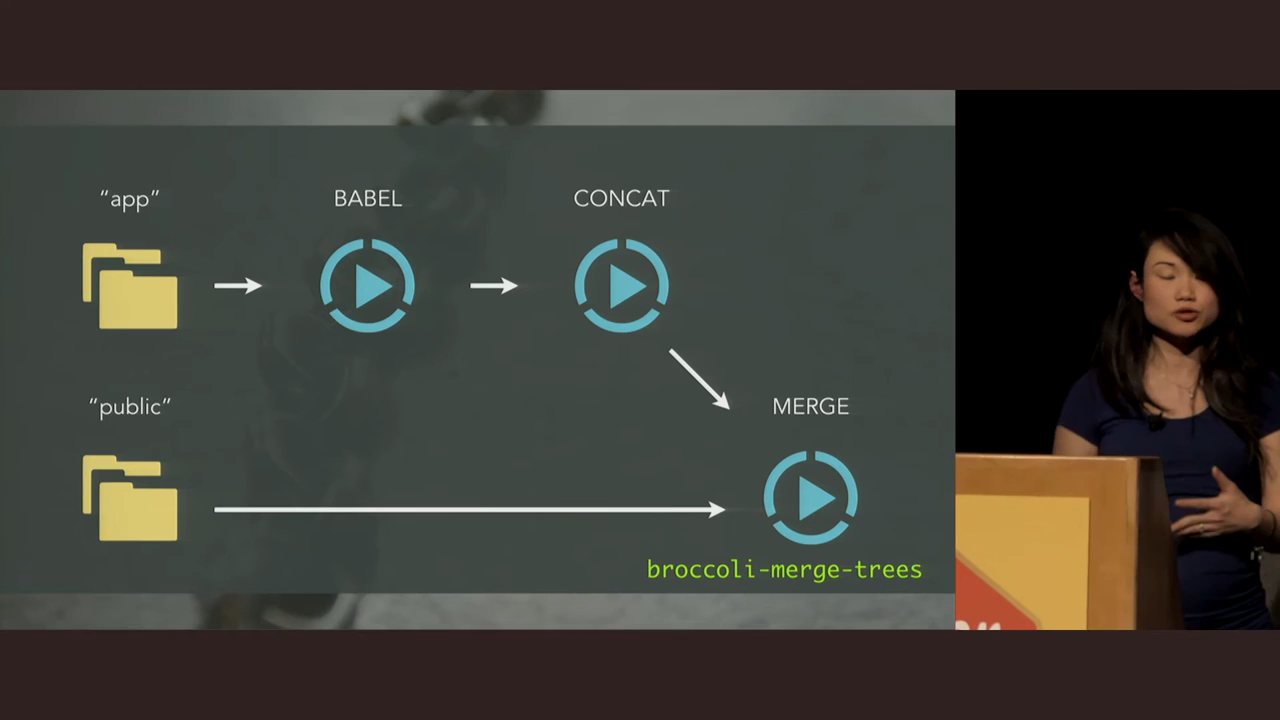 “app”
BABEL
CONCAT
“public”
MERGE
broccoli-merge-trees